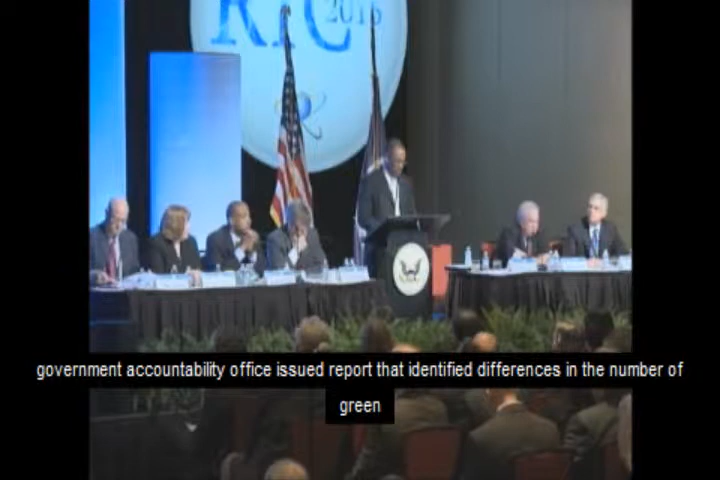 RIC 2016
government accountability office issued report that identified differences in the number of
green